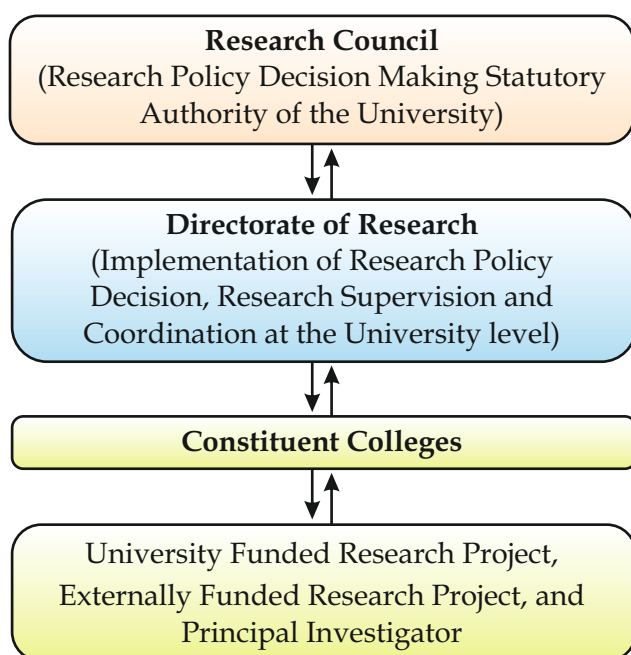 Research Council
(Research Policy Decision Making Statutory
Authority of the University)
Directorate of Research
(Implementation of Research Policy
Decision, Research Supervision and
Coordination at the University level)
Constituent Colleges
University Funded Research Project,
Externally Funded Research Project, and
Principal Investigator